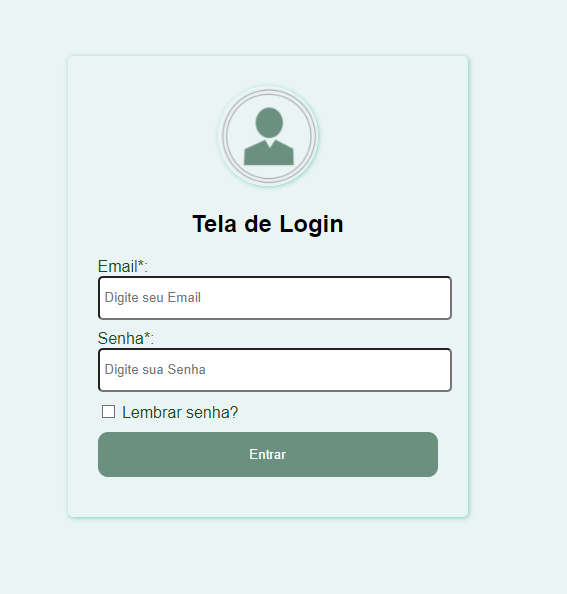 Tela de Login
Email*:
Digite seu Email
Senha*:
Digite sua Senha
Lembrar senha?
Entrar